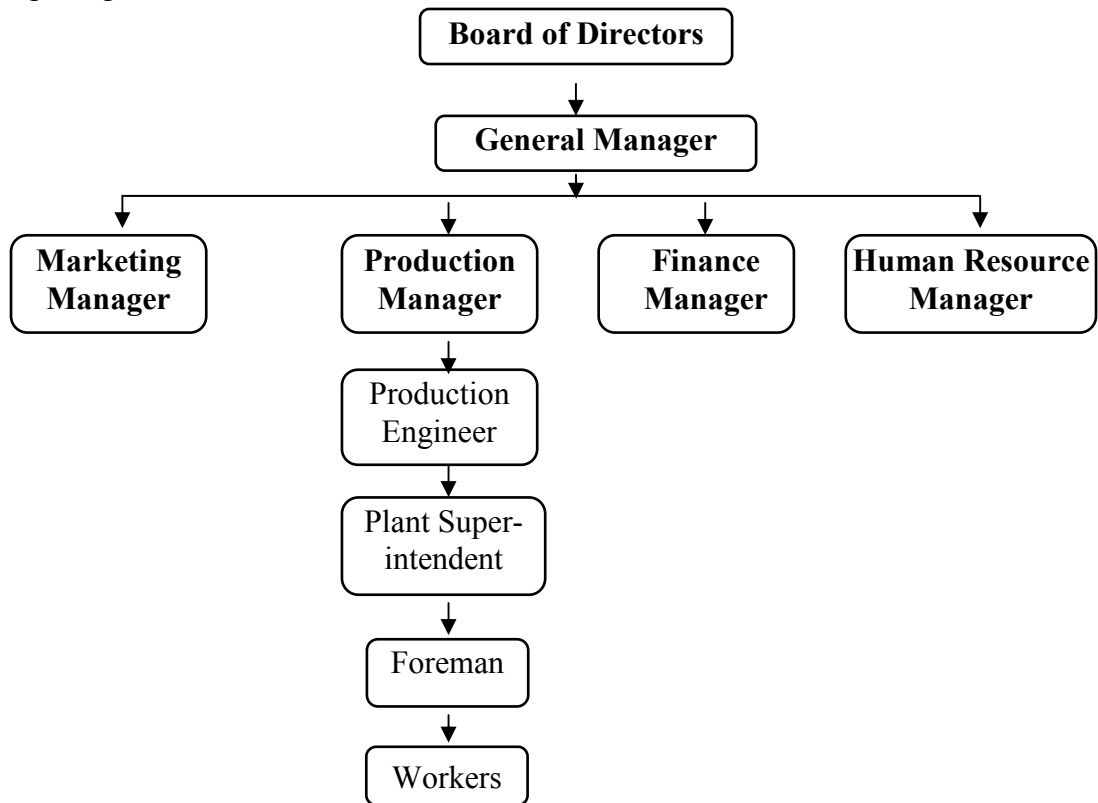 Board of Directors
General Manager
Marketing
Manager
Production
Manager
Finance
Manager
Human Resource
Manager
Production
Engineer
Plant Super-
intendent
Foreman
Workers